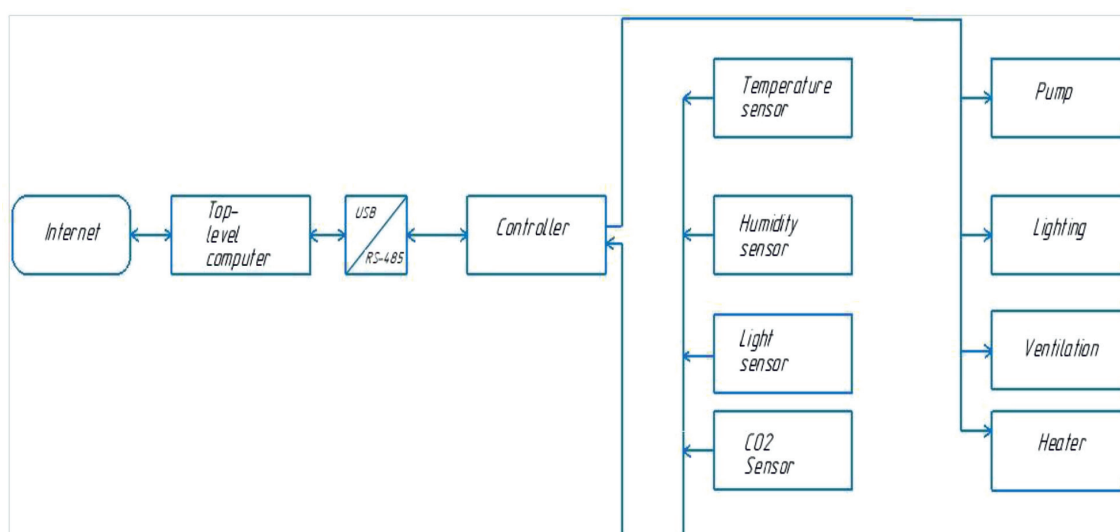 Internet
Top-
level
computer
USB
RS-485
Controller
Temperature
sensor
Humidity
sensor
Light
sensor
CO2
Sensor
Pump
Lighting
Ventilation
Heater